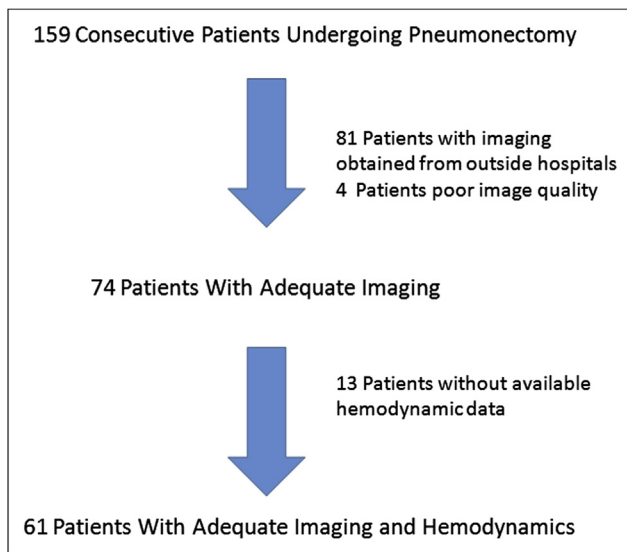 159 Consecutive Patients Undergoing Pneumonectomy
81 Patients with imaging
obtained from outside hospitals
4 Patients poor image quality
74 Patients With Adequate Imaging
13 Patients without available
hemodynamic data
61 Patients With Adequate Imaging and Hemodynamics